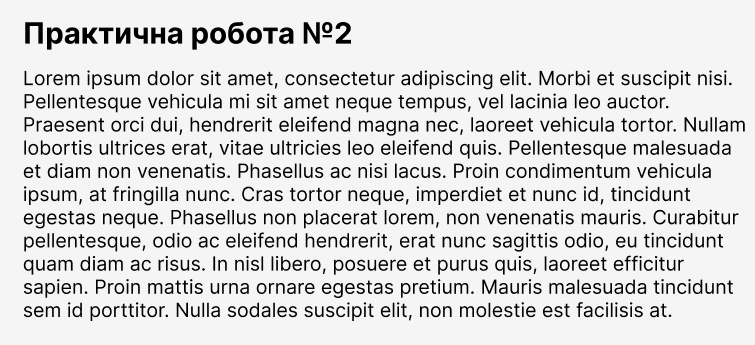 Практична робота №2
Lorem ipsum dolor sit amet, consectetur adipiscing elit. Morbi et suscipit nisi.
Pellentesque vehicula mi sit amet neque tempus, vel lacinia leo auctor.
Praesent orci dui, hendrerit eleifend magna nec, laoreet vehicula tortor. Nullam
lobortis ultrices erat, vitae ultricies leo eleifend quis. Pellentesque malesuada
et diam non venenatis. Phasellus ac nisi lacus. Proin condimentum vehicula
ipsum, at fringilla nunc. Cras tortor neque, imperdiet et nunc id, tincidunt
egestas neque. Phasellus non placerat lorem, non venenatis mauris. Curabitur
pellentesque, odio ac eleifend hendrerit, erat nunc sagittis odio, eu tincidunt
quam diam ac risus. In nisl libero, posuere et purus quis, laoreet efficitur
sapien. Proin mattis urna ornare egestas pretium. Mauris malesuada tincidunt
sem id porttitor. Nulla sodales suscipit elit, non molestie est facilisis at.